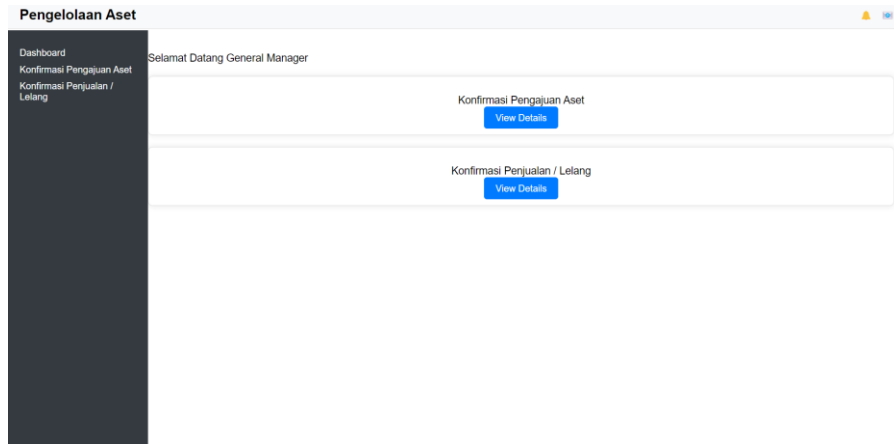 Pengelolaan Aset
Dashboard
Konfirmasi Pengajuan Aset
Konfirmasi Penjualan /
Lelang
Selamat Datang General Manager
Konfirmasi Pengajuan Aset
View Details
Konfirmasi Penjualan / Lelang
View Details